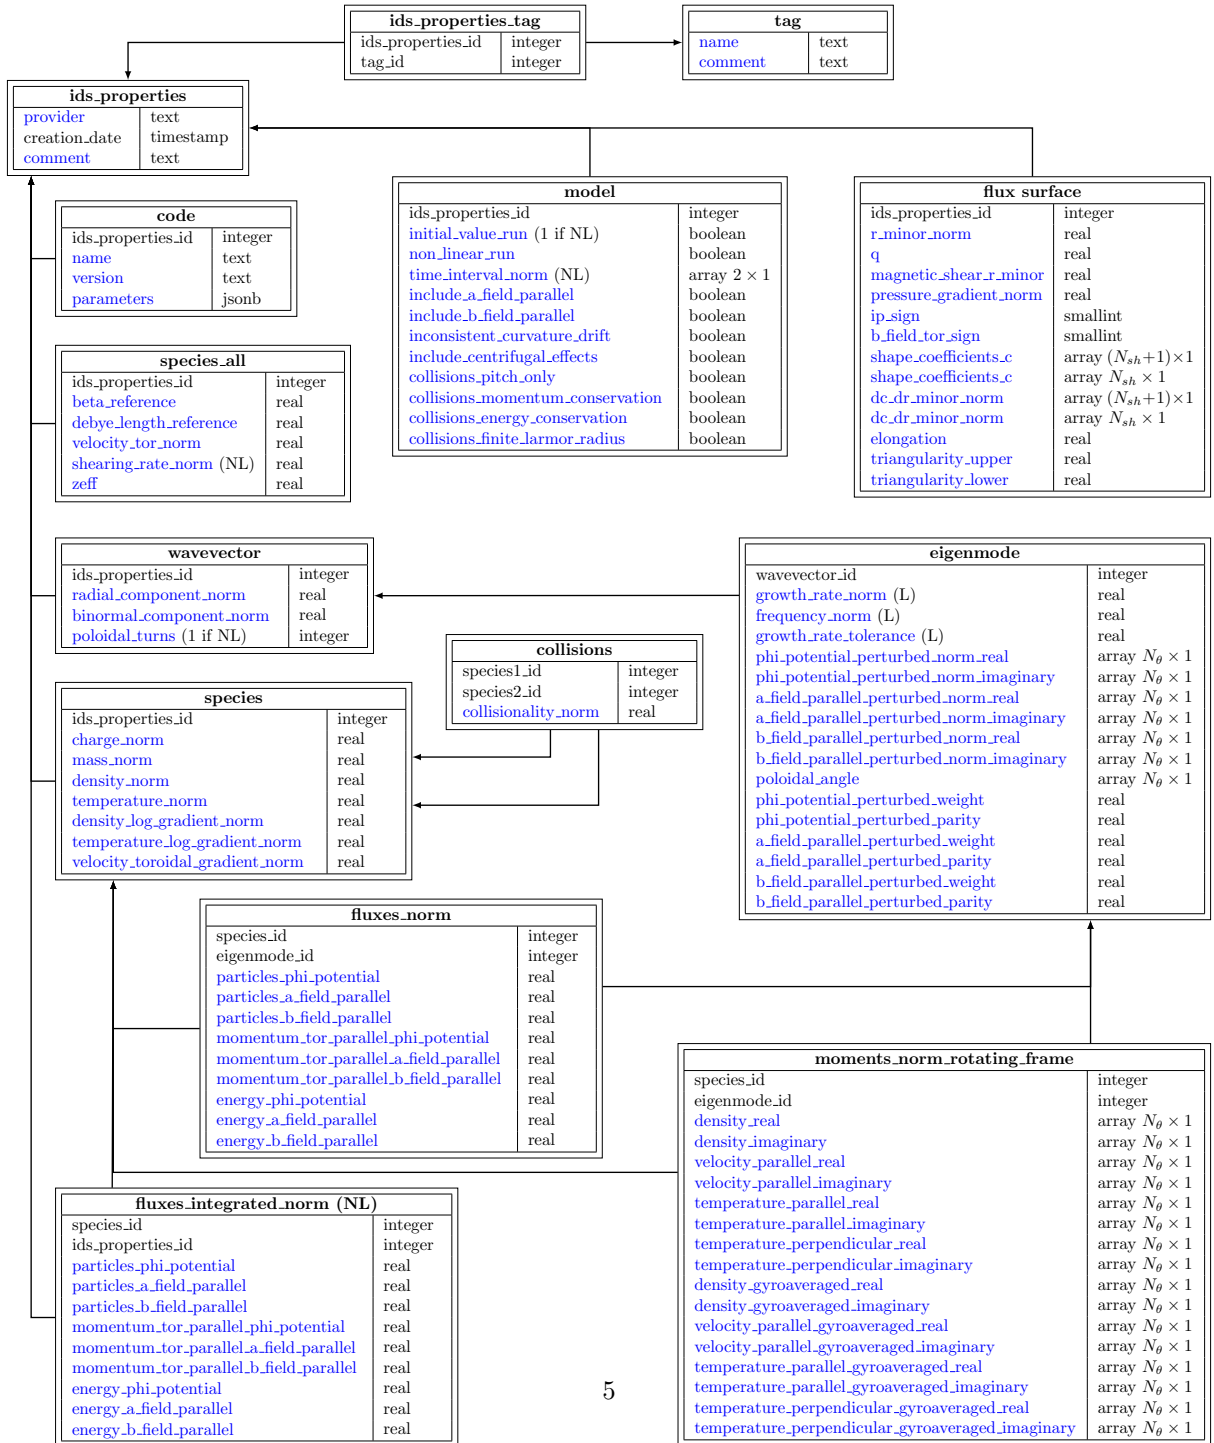 ids_properties_tag
ids_properties_id integer
tag_id integer
tag
name text
comment text
ids_properties
provider text
creation_date timestamp
comment text
code
ids_properties_id integer
name text
version text
parameters jsonb
model
ids_properties_id integer
initial_value_run (1 if NL) boolean
non_linear_run boolean
time_interval_norm (NL) array 2 × 1
include_a_field_parallel boolean
include_b_field_parallel boolean
inconsistent_curvature_drift boolean
include_centrifugal_effects boolean
collisions_pitch_only boolean
collisions_momentum_conservation boolean
collisions_energy_conservation boolean
collisions_finite_larmor_radius boolean
flux surface
ids_properties_id integer
r_minor_norm real
q real
magnetic_shear_r_minor real
pressure_gradient_norm real
ip_sign smallint
b_field_tor_sign smallint
shape_coefficients_c array (N_sh+1)×1
shape_coefficients_c array N_sh × 1
dc_dr_minor_norm array (N_sh+1)×1
dc_dr_minor_norm array N_sh × 1
elongation real
triangularity_upper real
triangularity_lower real
species_all
ids_properties_id integer
beta_reference real
debye_length_reference real
velocity_tor_norm real
shearing_rate_norm (NL) real
zeff real
wavevector
ids_properties_id integer
radial_component_norm real
binormal_component_norm real
poloidal_turns (1 if NL) integer
eigenmode
wavevector_id integer
growth_rate_norm (L) real
frequency_norm (L) real
growth_rate_tolerance (L) real
phi_potential_perturbed_norm_real array N_θ × 1
phi_potential_perturbed_norm_imaginary array N_θ × 1
a_field_parallel_perturbed_norm_real array N_θ × 1
a_field_parallel_perturbed_norm_imaginary array N_θ × 1
b_field_parallel_perturbed_norm_real array N_θ × 1
b_field_parallel_perturbed_norm_imaginary array N_θ × 1
poloidal_angle array N_θ × 1
phi_potential_perturbed_weight real
phi_potential_perturbed_parity real
a_field_parallel_perturbed_weight real
a_field_parallel_perturbed_parity real
b_field_parallel_perturbed_weight real
b_field_parallel_perturbed_parity real
collisions
species1_id integer
species2_id integer
collisionality_norm real
species
ids_properties_id integer
charge_norm real
mass_norm real
density_norm real
temperature_norm real
density_log_gradient_norm real
temperature_log_gradient_norm real
velocity_toroidal_gradient_norm real
fluxes_norm
species_id integer
eigenmode_id integer
particles_phi_potential real
particles_a_field_parallel real
particles_b_field_parallel real
momentum_tor_parallel_phi_potential real
momentum_tor_parallel_a_field_parallel real
momentum_tor_parallel_b_field_parallel real
energy_phi_potential real
energy_a_field_parallel real
energy_b_field_parallel real
moments_norm_rotating_frame
species_id integer
eigenmode_id integer
density_real array N_θ × 1
density_imaginary array N_θ × 1
velocity_parallel_real array N_θ × 1
velocity_parallel_imaginary array N_θ × 1
temperature_parallel_real array N_θ × 1
temperature_parallel_imaginary array N_θ × 1
temperature_perpendicular_real array N_θ × 1
temperature_perpendicular_imaginary array N_θ × 1
density_gyroaveraged_real array N_θ × 1
density_gyroaveraged_imaginary array N_θ × 1
velocity_parallel_gyroaveraged_real array N_θ × 1
velocity_parallel_gyroaveraged_imaginary array N_θ × 1
temperature_parallel_gyroaveraged_real array N_θ × 1
temperature_parallel_gyroaveraged_imaginary array N_θ × 1
temperature_perpendicular_gyroaveraged_real array N_θ × 1
temperature_perpendicular_gyroaveraged_imaginary array N_θ × 1
fluxes_integrated_norm (NL)
species_id integer
ids_properties_id integer
particles_phi_potential real
particles_a_field_parallel real
particles_b_field_parallel real
momentum_tor_parallel_phi_potential real
momentum_tor_parallel_a_field_parallel real
momentum_tor_parallel_b_field_parallel real
energy_phi_potential real
energy_a_field_parallel real
energy_b_field_parallel real
5